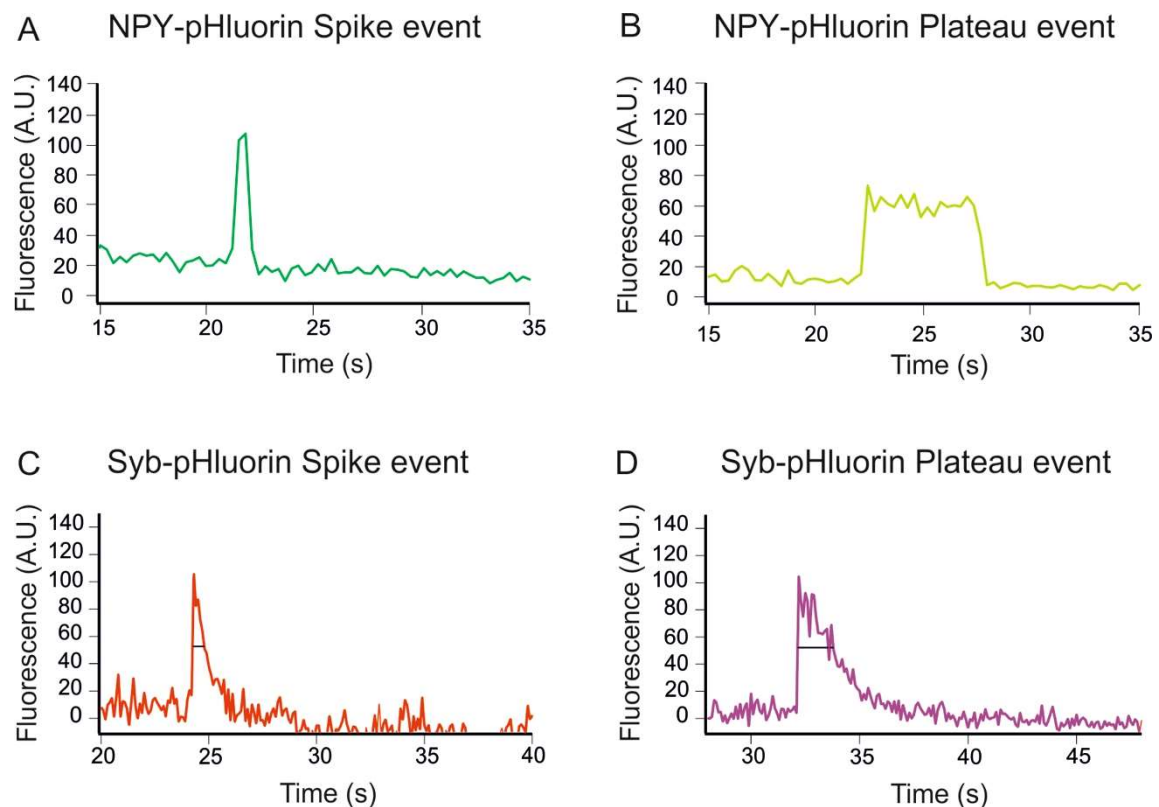 A NPY-pHluorin Spike event
Fluorescence (A.U.)
140
120
100
80
60
40
20
0
15 20 25 30 35
Time (s)
B NPY-pHluorin Plateau event
Fluorescence (A.U.)
140
120
100
80
60
40
20
0
15 20 25 30 35
Time (s)
C Syb-pHluorin Spike event
Fluorescence (A.U.)
140
120
100
80
60
40
20
0
20 25 30 35 40
Time (s)
D Syb-pHluorin Plateau event
Fluorescence (A.U.)
140
120
100
80
60
40
20
0
30 35 40 45
Time (s)